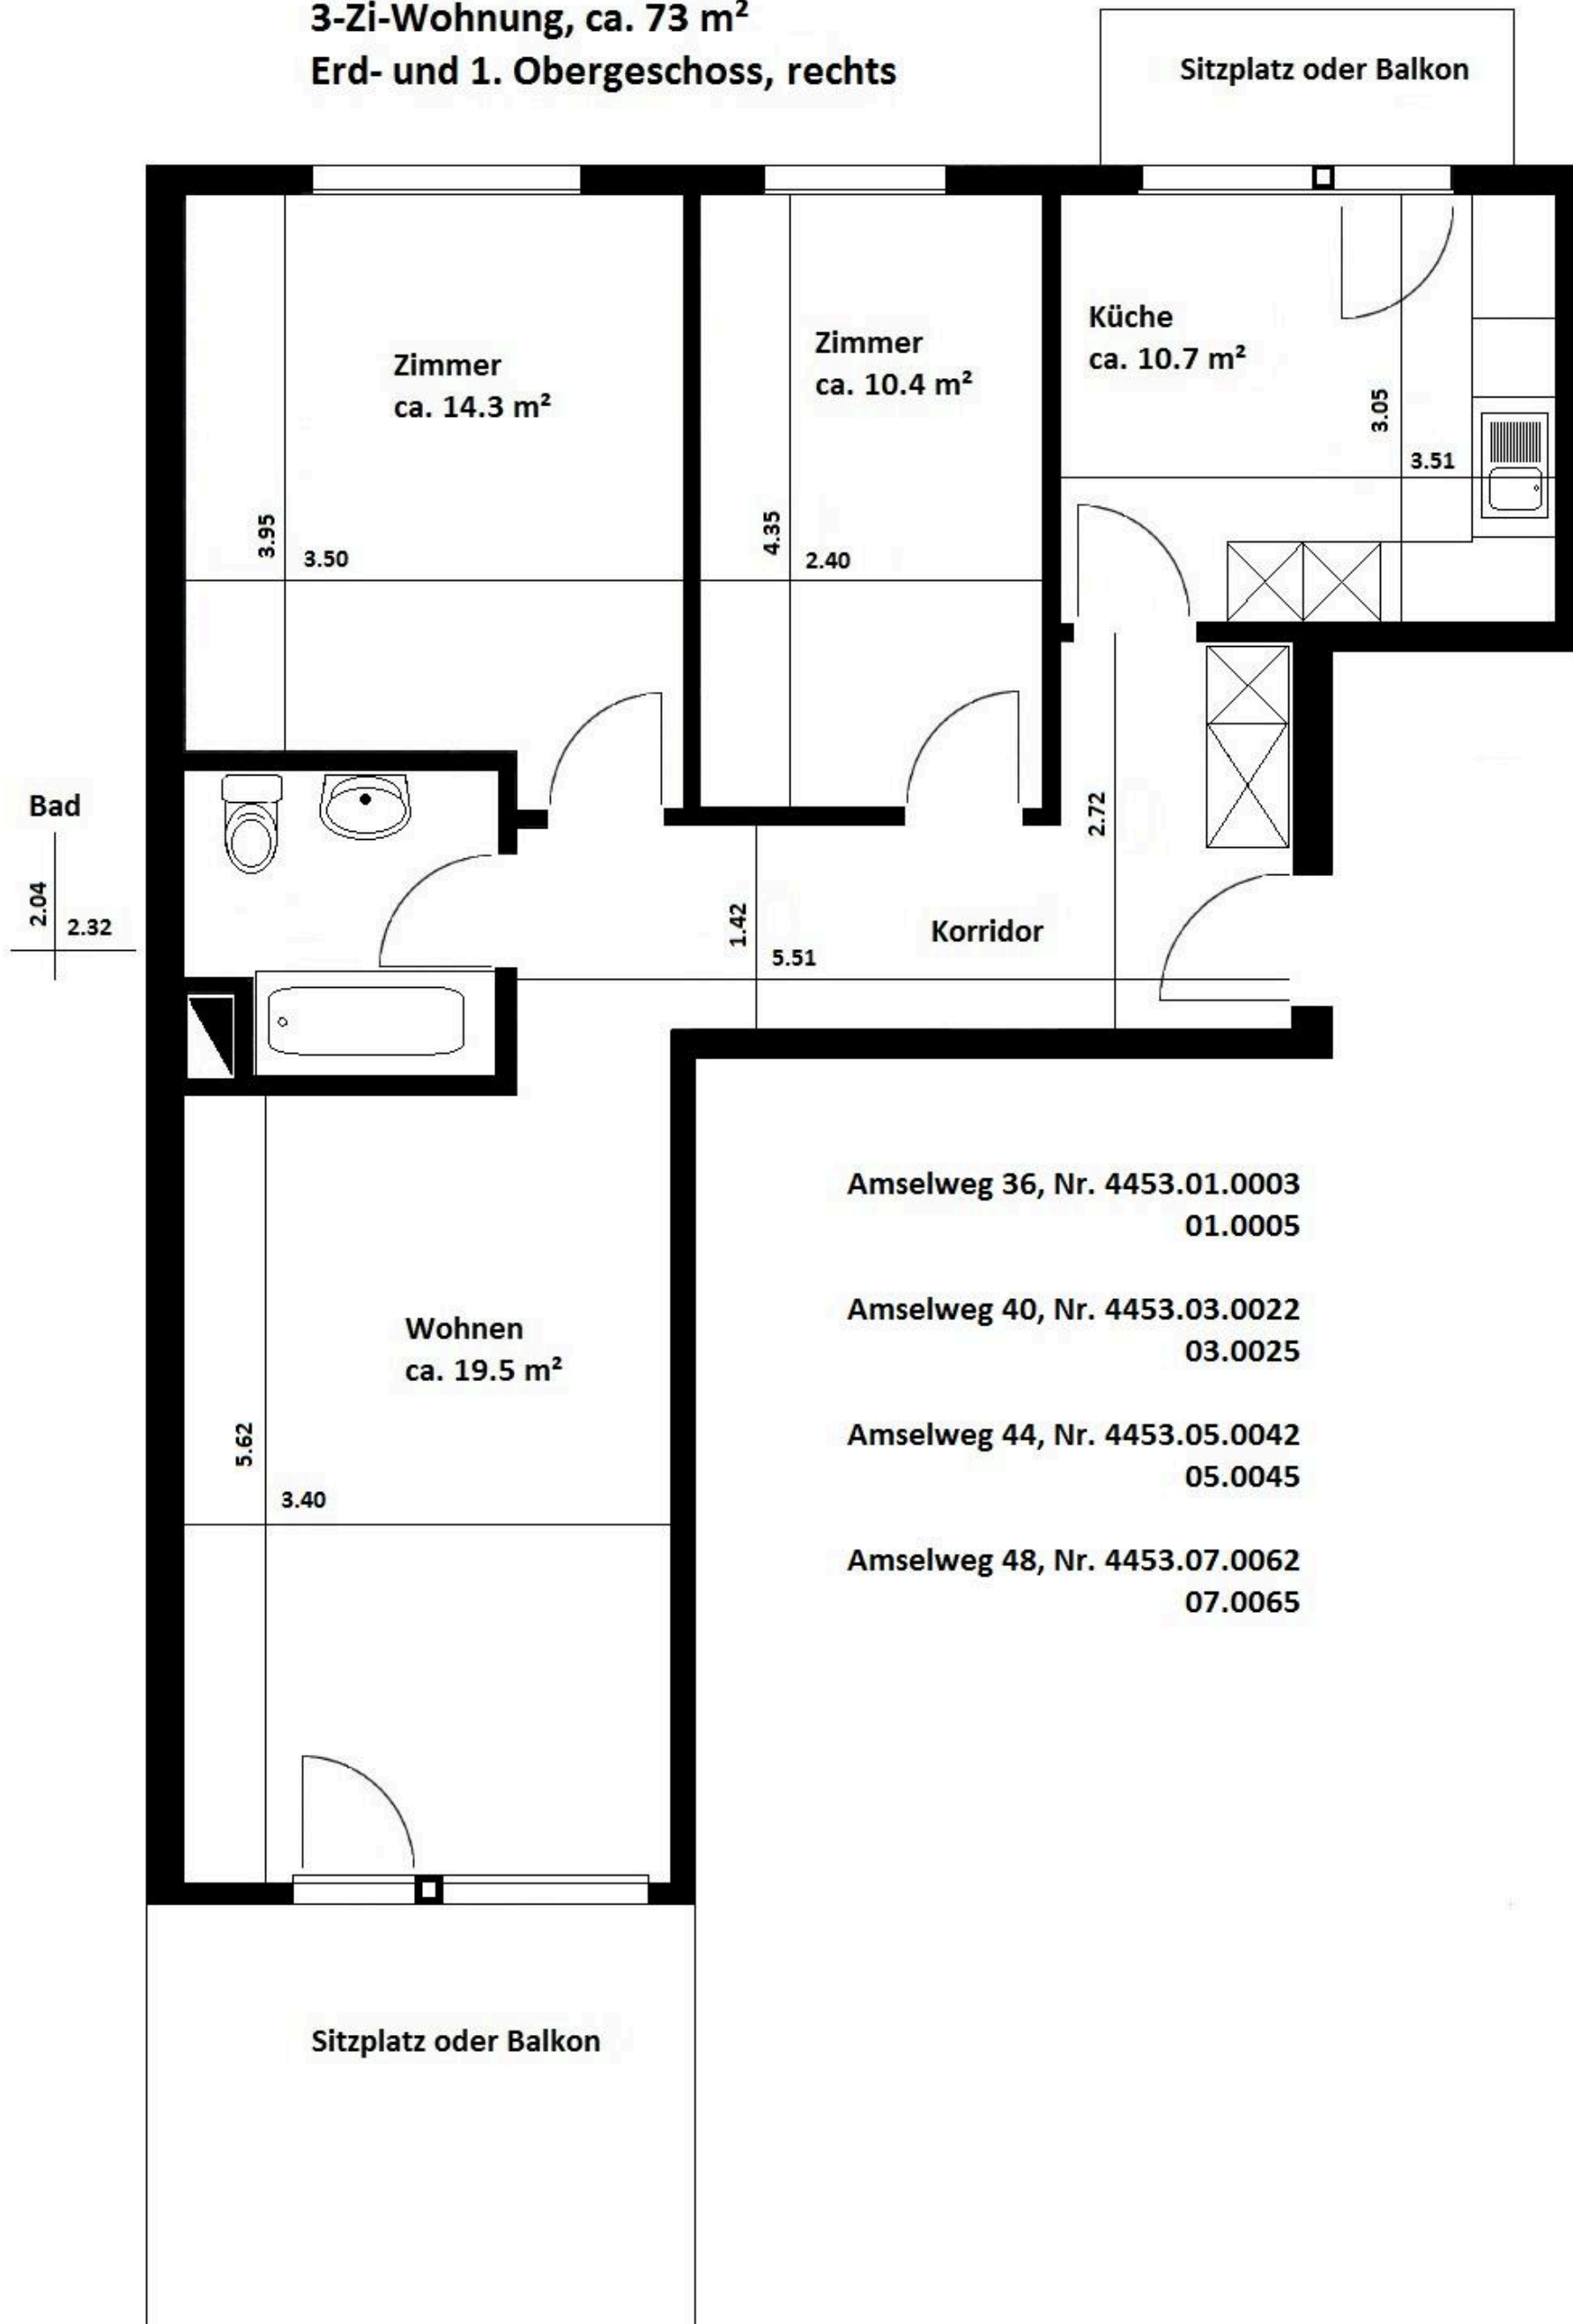 3-Zi-Wohnung, ca. 73 m²
Erd- und 1. Obergeschoss, rechts
Sitzplatz oder Balkon
Zimmer
ca. 14.3 m²
3.95
3.50
Zimmer
ca. 10.4 m²
4.35
2.40
Küche
ca. 10.7 m²
3.05
3.51
Bad
2.04
2.32
2.72
1.42
5.51
Korridor
Wohnen
ca. 19.5 m²
5.62
3.40
Amselweg 36, Nr. 4453.01.0003
01.0005
Amselweg 40, Nr. 4453.03.0022
03.0025
Amselweg 44, Nr. 4453.05.0042
05.0045
Amselweg 48, Nr. 4453.07.0062
07.0065
Sitzplatz oder Balkon